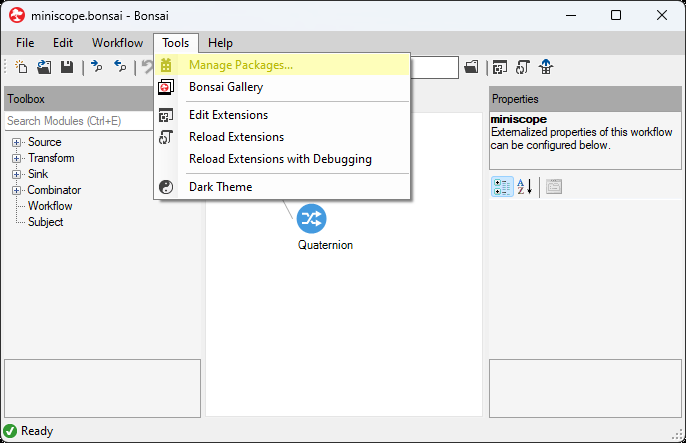 miniscope.bonsai - Bonsai
File Edit Workflow Tools Help
Manage Packages...
Bonsai Gallery
Edit Extensions
Reload Extensions
Reload Extensions with Debugging
Dark Theme
Toolbox
Search Modules (Ctrl+E)
Source
Transform
Sink
Combinator
Workflow
Subject
Quaternion
Properties
miniscope
Externalized properties of this workflow
can be configured below.
Ready